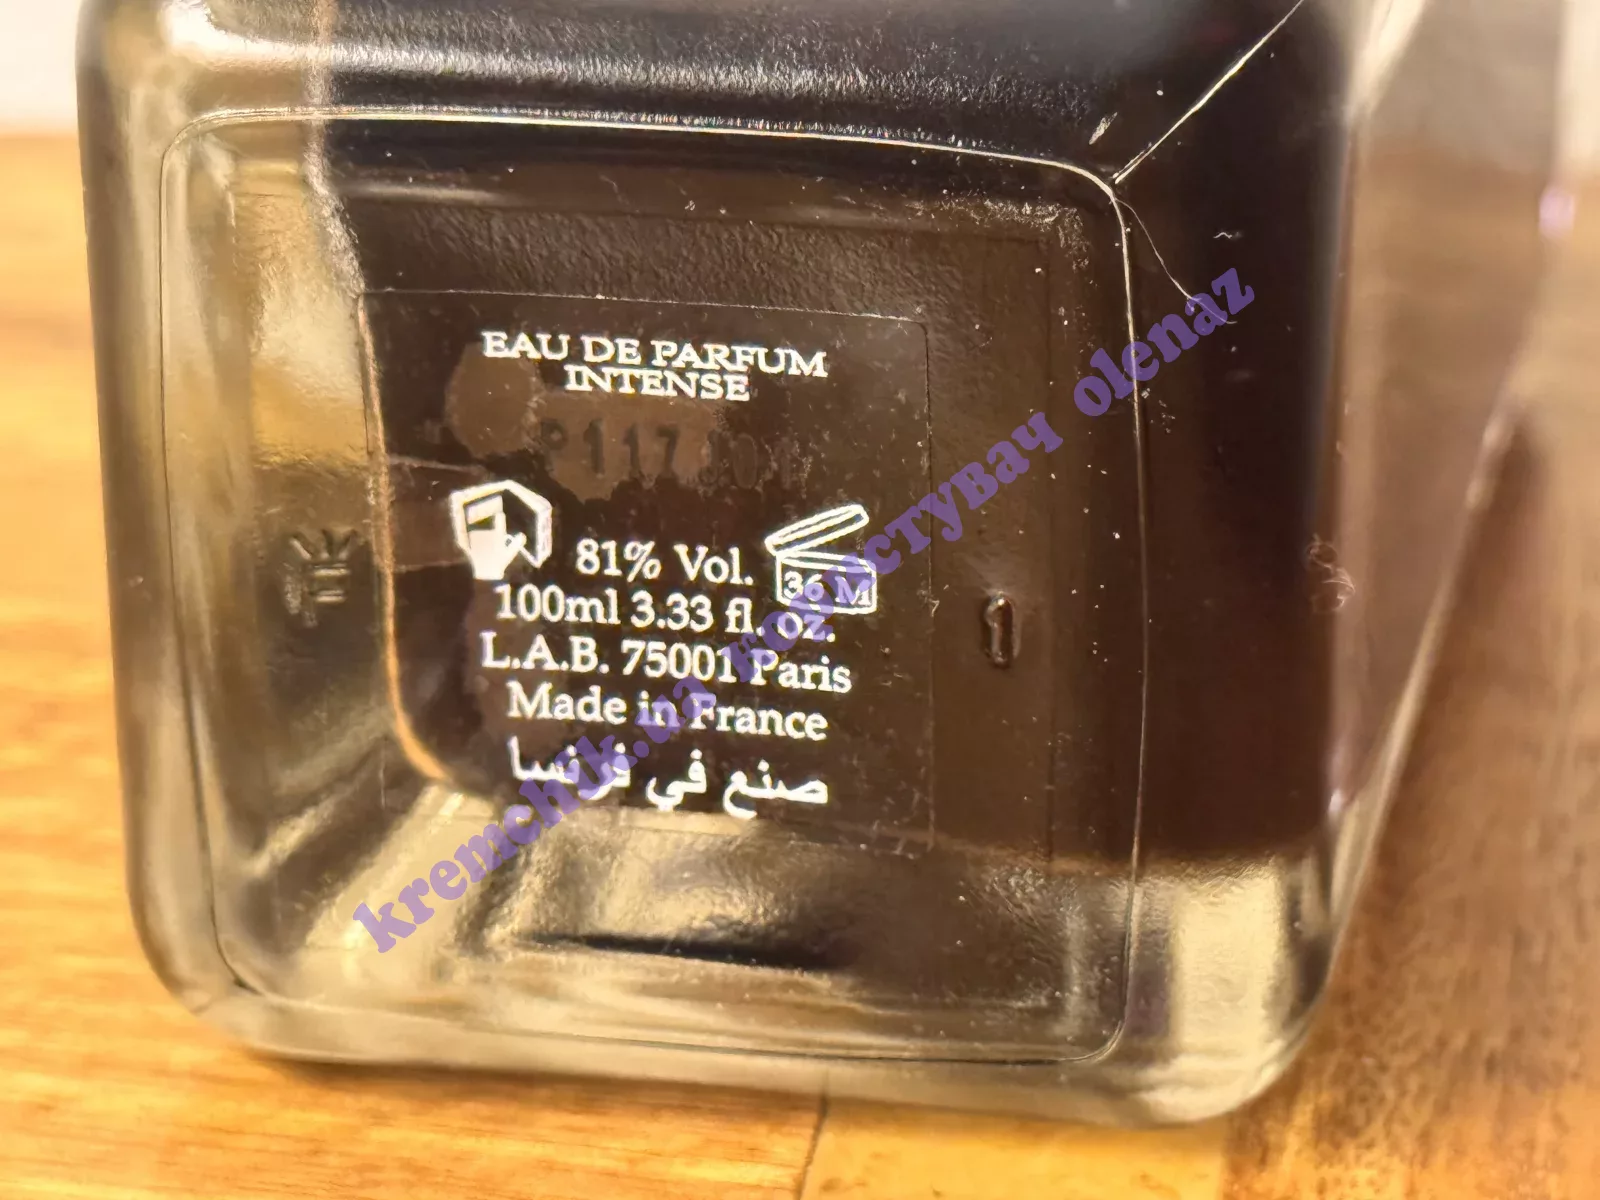 EAU DE PARFUM
INTENSE
81% Vol.
36 M
100ml 3.33 fl. oz.
L.A.B. 75001 Paris
Made in France
صنع في فرنسا
1
kremchik.ua користувач olenaz